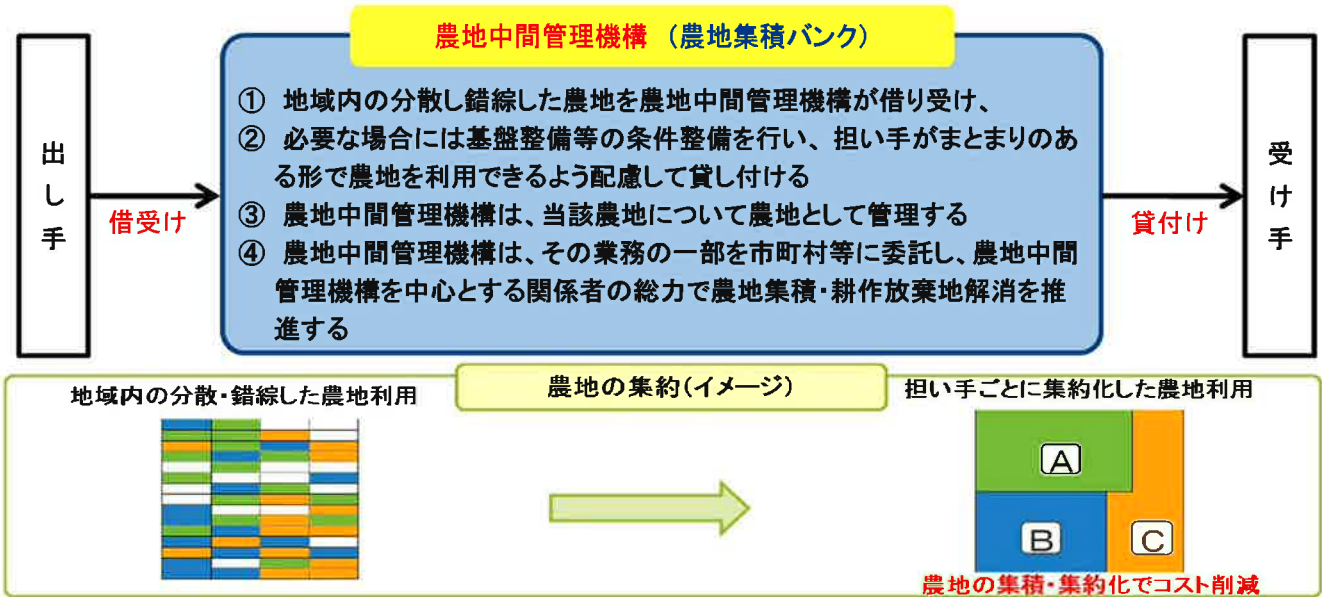 農地中間管理機構 (農地集積バンク)
出し手
借受け
① 地域内の分散し錯綜した農地を農地中間管理機構が借り受け、
② 必要な場合には基盤整備等の条件整備を行い、担い手がまとまりのあ
る形で農地を利用できるよう配慮して貸し付ける
③ 農地中間管理機構は、当該農地について農地として管理する
④ 農地中間管理機構は、その業務の一部を市町村等に委託し、農地中間
管理機構を中心とする関係者の総力で農地集積・耕作放棄地解消を推
進する
貸付け
受け手
農地の集約(イメージ)
地域内の分散・錯綜した農地利用
担い手ごとに集約化した農地利用
A
B
C
農地の集積・集約化でコスト削減